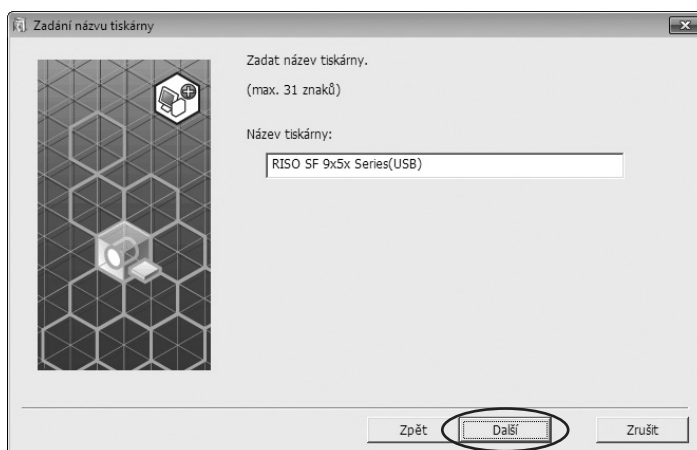 Zadání názvu tiskárny
Zadat název tiskárny.
(max. 31 znaků)
Název tiskárny:
RISO SF 9x5x Series(USB)
Zpět
Další
Zrušit